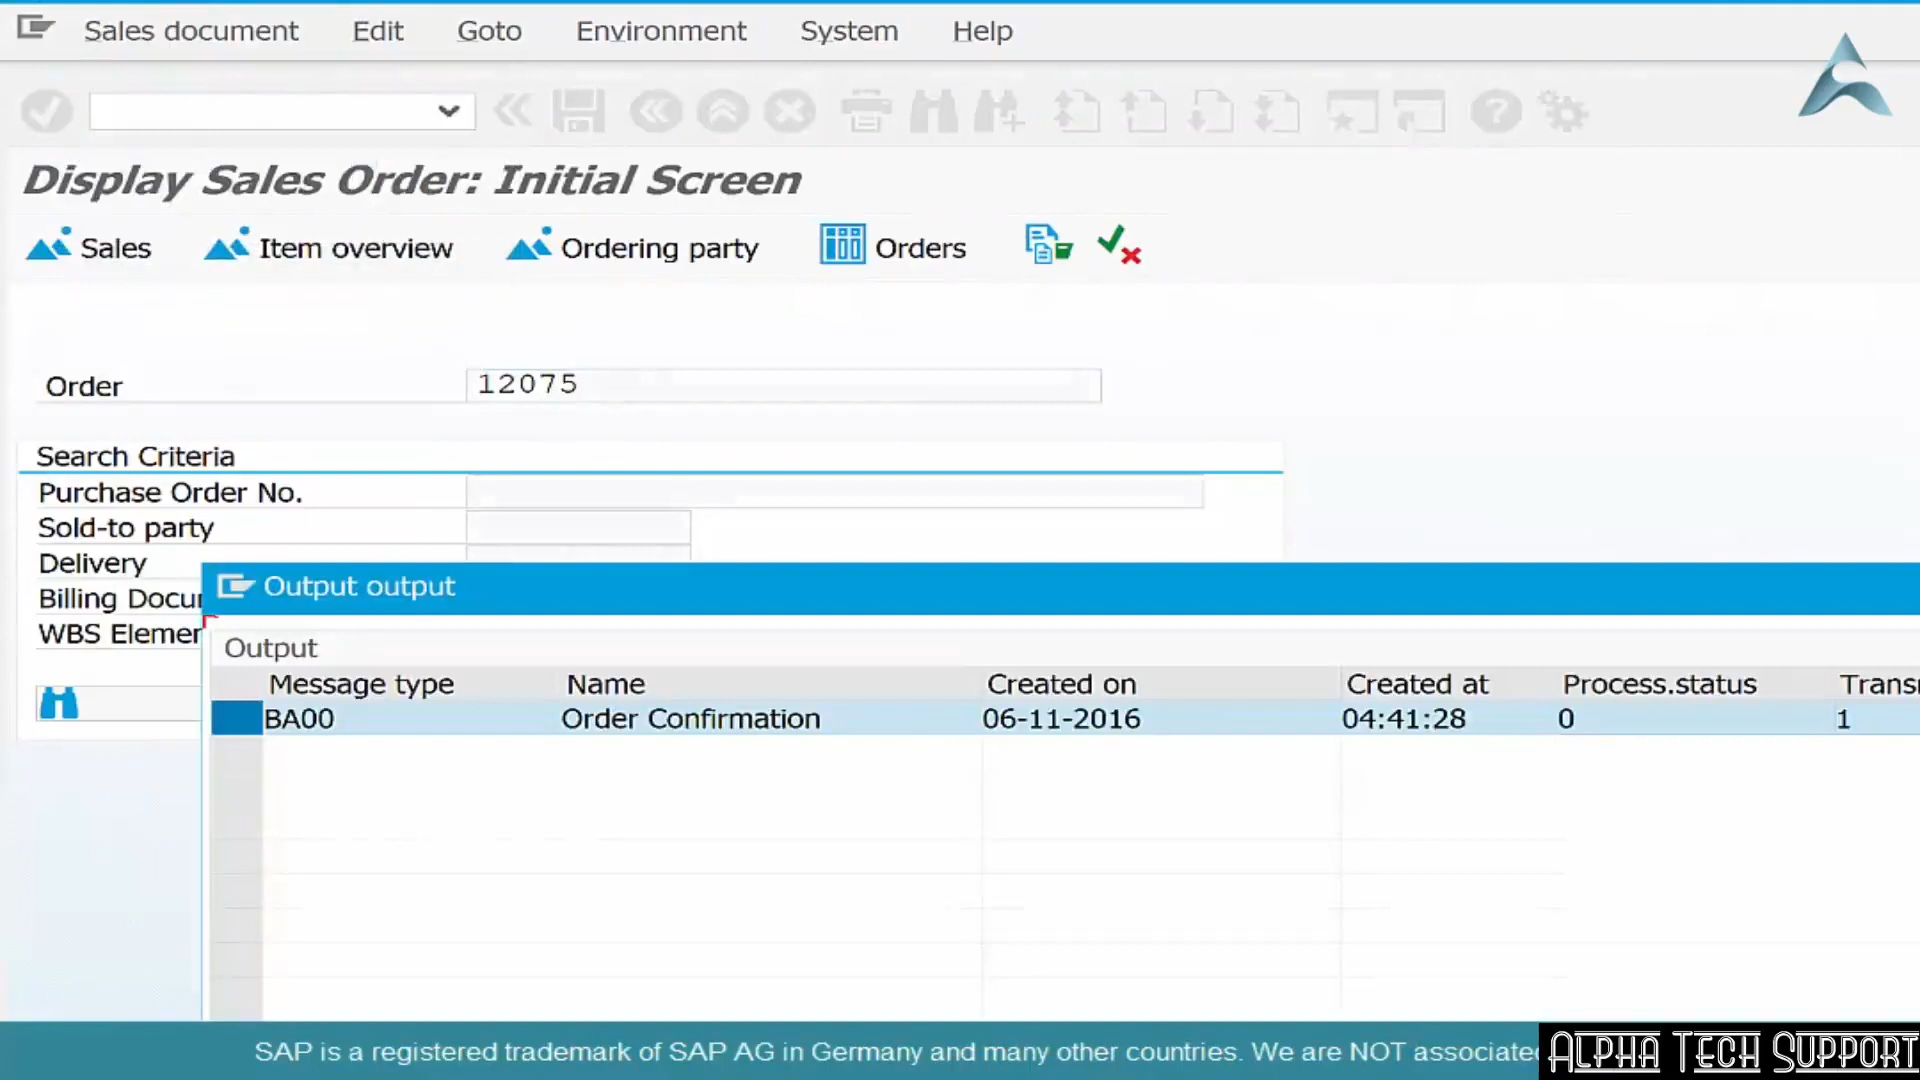 Sales document Edit Goto Environment System Help
Display Sales Order: Initial Screen
Sales Item overview Ordering party Orders
Order 12075
Search Criteria
Purchase Order No.
Sold-to party
Delivery
Billing Docu
WBS Elemen
Output output
Output
Message type Name Created on Created at Process.status Trans
BA00 Order Confirmation 06-11-2016 04:41:28 0 1
SAP is a registered trademark of SAP AG in Germany and many other countries. We are NOT associated
Alpha Tech Support